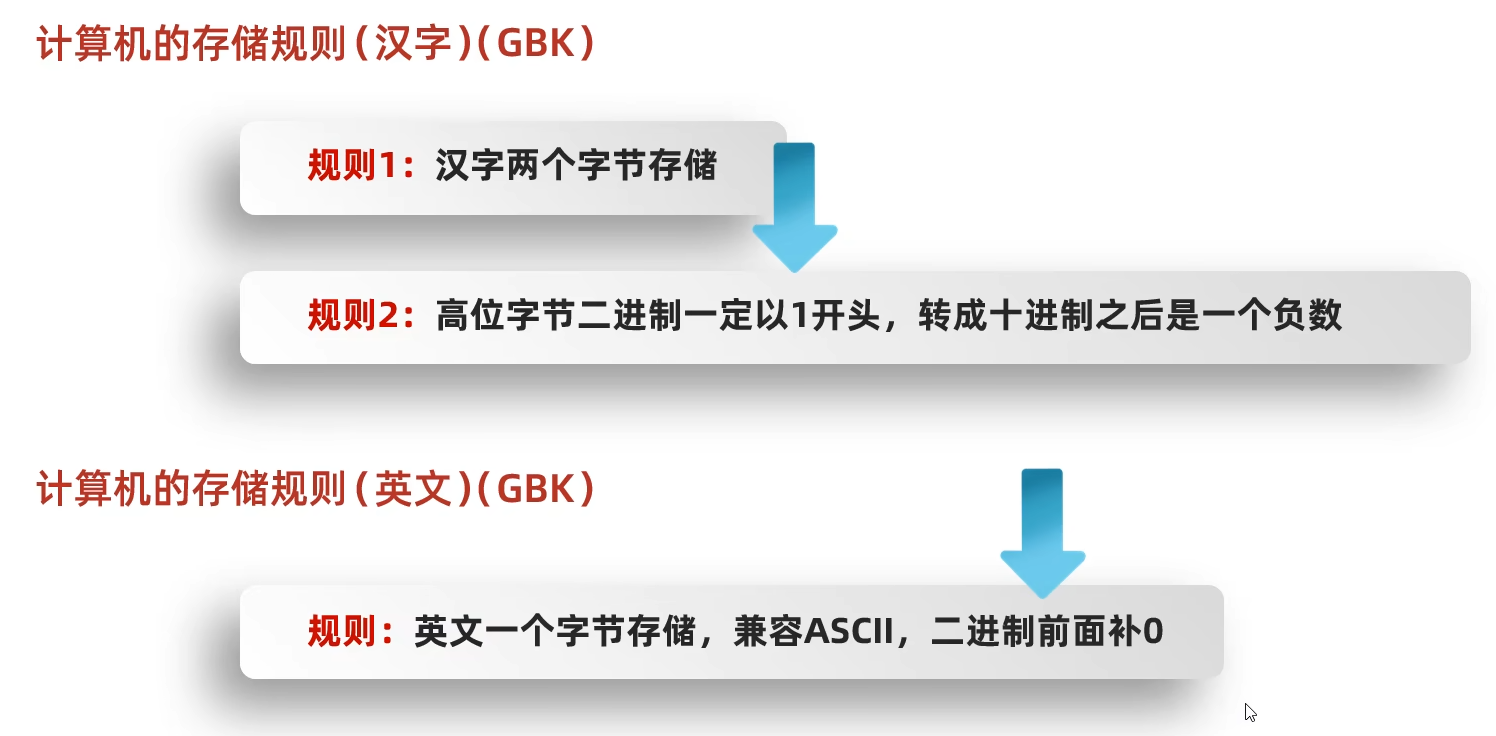 计算机的存储规则(汉字)(GBK)
规则1：汉字两个字节存储
规则2：高位字节二进制一定以1开头，转成十进制之后是一个负数
计算机的存储规则(英文)(GBK)
规则：英文一个字节存储，兼容ASCII，二进制前面补0